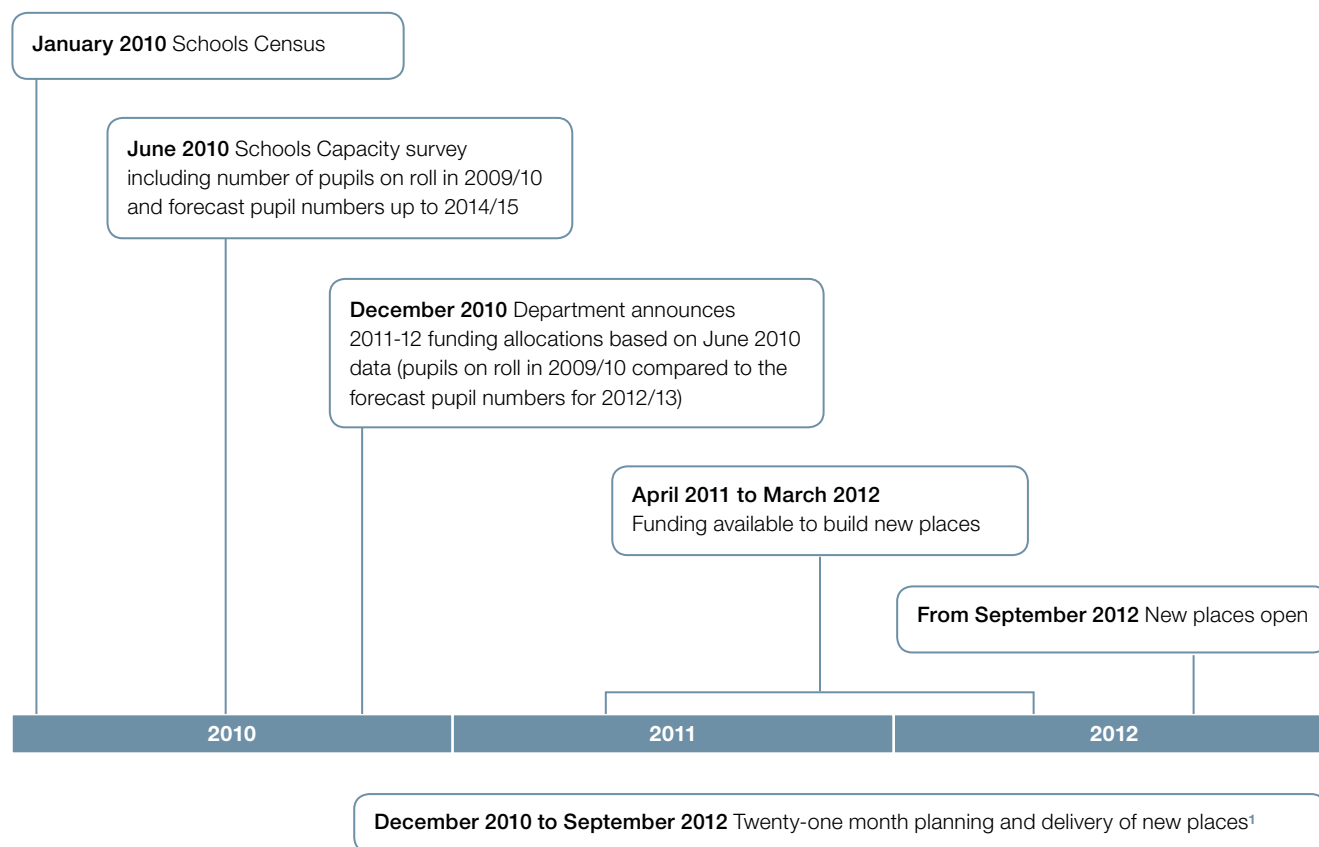 January 2010 Schools Census
June 2010 Schools Capacity survey
including number of pupils on roll in 2009/10
and forecast pupil numbers up to 2014/15
December 2010 Department announces
2011-12 funding allocations based on June 2010
data (pupils on roll in 2009/10 compared to the
forecast pupil numbers for 2012/13)
April 2011 to March 2012
Funding available to build new places
From September 2012 New places open
2010 2011 2012
December 2010 to September 2012 Twenty-one month planning and delivery of new places¹